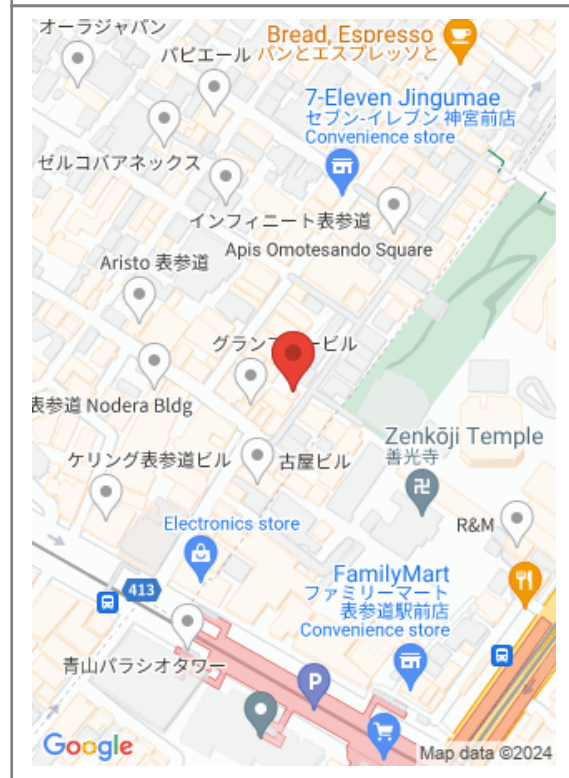 オーラジャパン
Bread, Espresso
パンとエスプレッソと
パピエール
7-Eleven Jingumae
セブン-イレブン 神宮前店
Convenience store
ゼルコバアネックス
インフィニート表参道
Apis Omotesando Square
Aristo 表参道
グラン
ービル
表参道 Nodera Bldg
Zenkōji Temple
善光寺
ケリング表参道ビル
古屋ビル
R&M
Electronics store
FamilyMart
ファミリーマート
表参道駅前店
Convenience store
413
青山パラシオタワー
P
Google
Map data ©2024